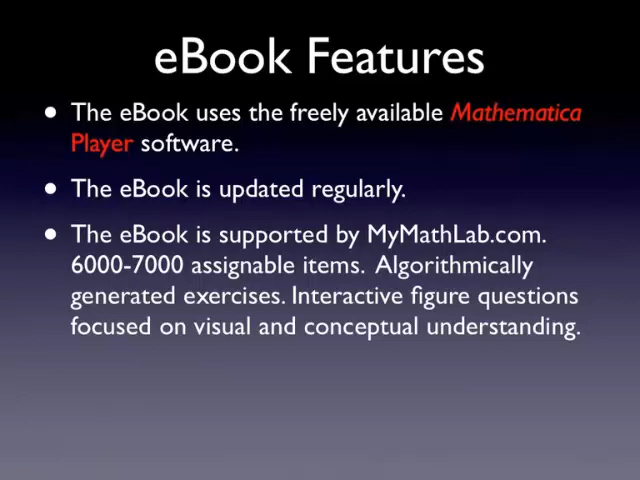 eBook Features
• The eBook uses the freely available Mathematica
Player software.
• The eBook is updated regularly.
• The eBook is supported by MyMathLab.com.
6000-7000 assignable items. Algorithmically
generated exercises. Interactive figure questions
focused on visual and conceptual understanding.